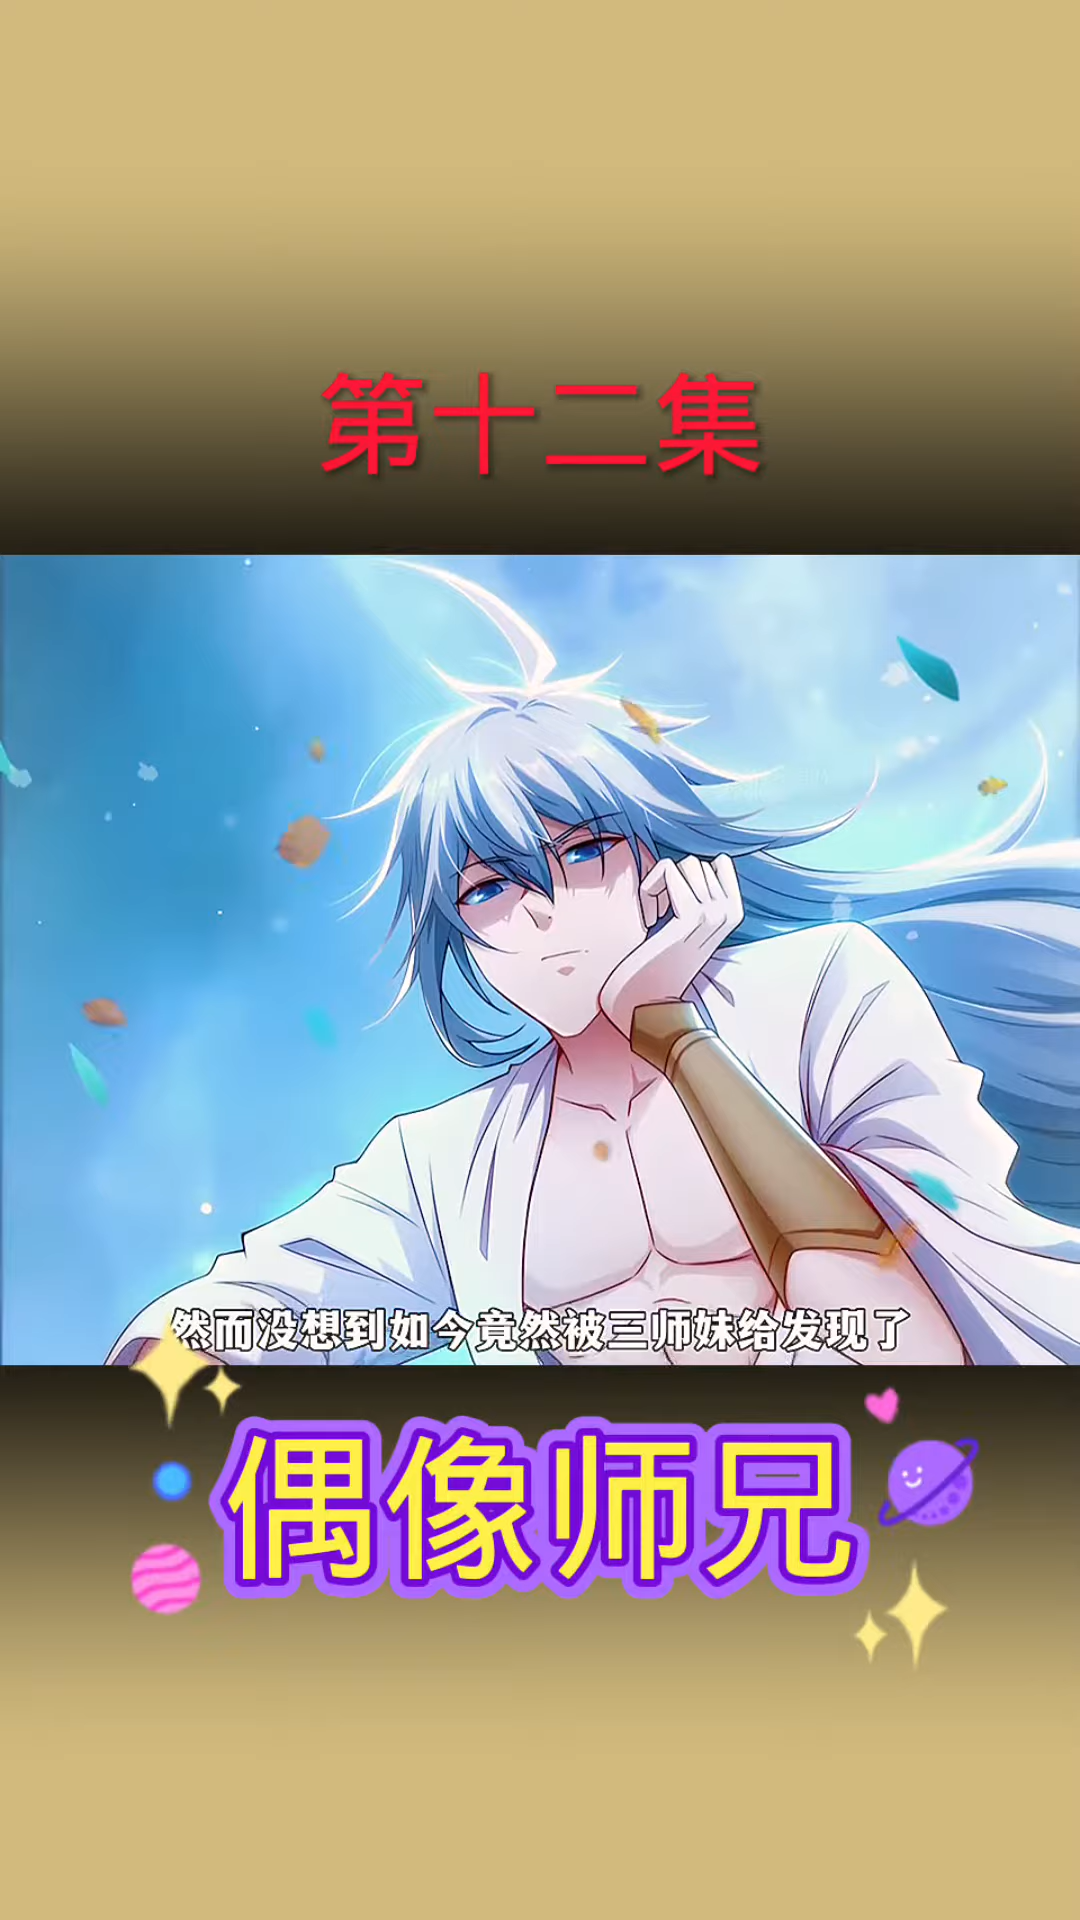 第十二集
然而没想到如今竟然被三师妹给发现了
偶像师兄